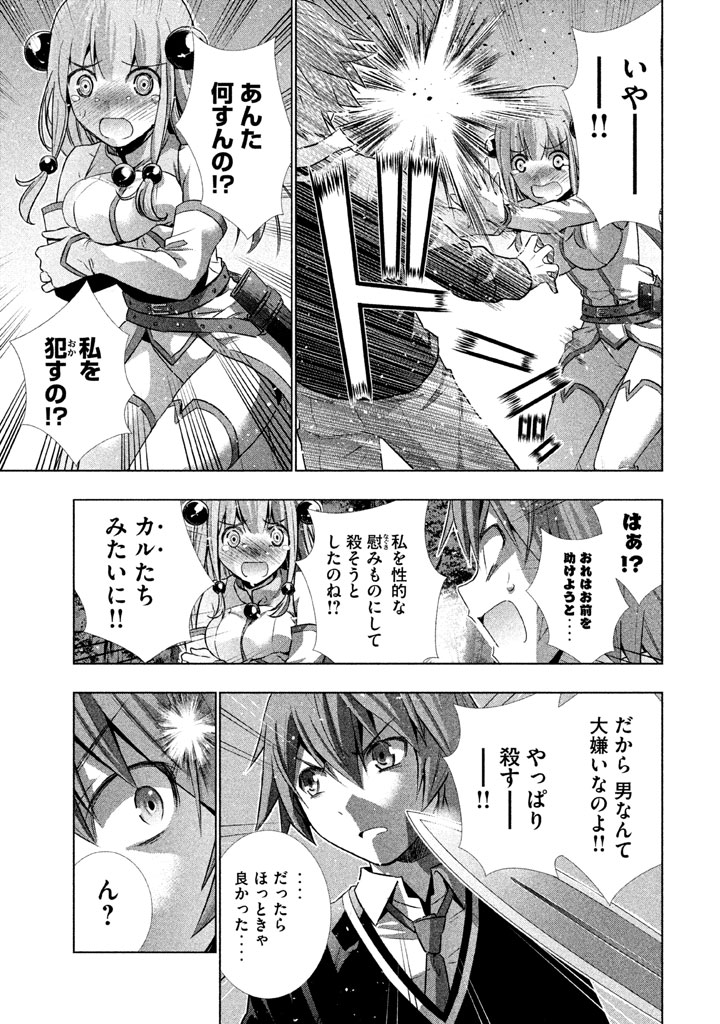 いや――
――!!
ドン
あんた
何すんの!?
私を
犯すの!?
はぁ!?
おれはお前を
助けようと‥‥
私を性的な
慰みものにして
殺そうと
したのね!?
カルたち
みたいに!!
だから 男なんて
大嫌いなのよ!!
やっぱり
殺す――
――!!
‥‥
だったら
ほっときゃ
良かった‥‥
ん?